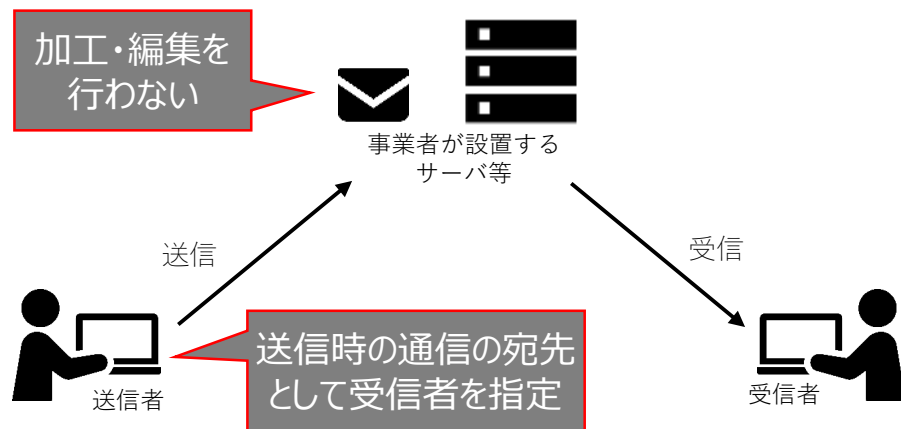 加工・編集を
行わない
事業者が設置する
サーバ等
送信
受信
送信時の通信の宛先
として受信者を指定
送信者
受信者